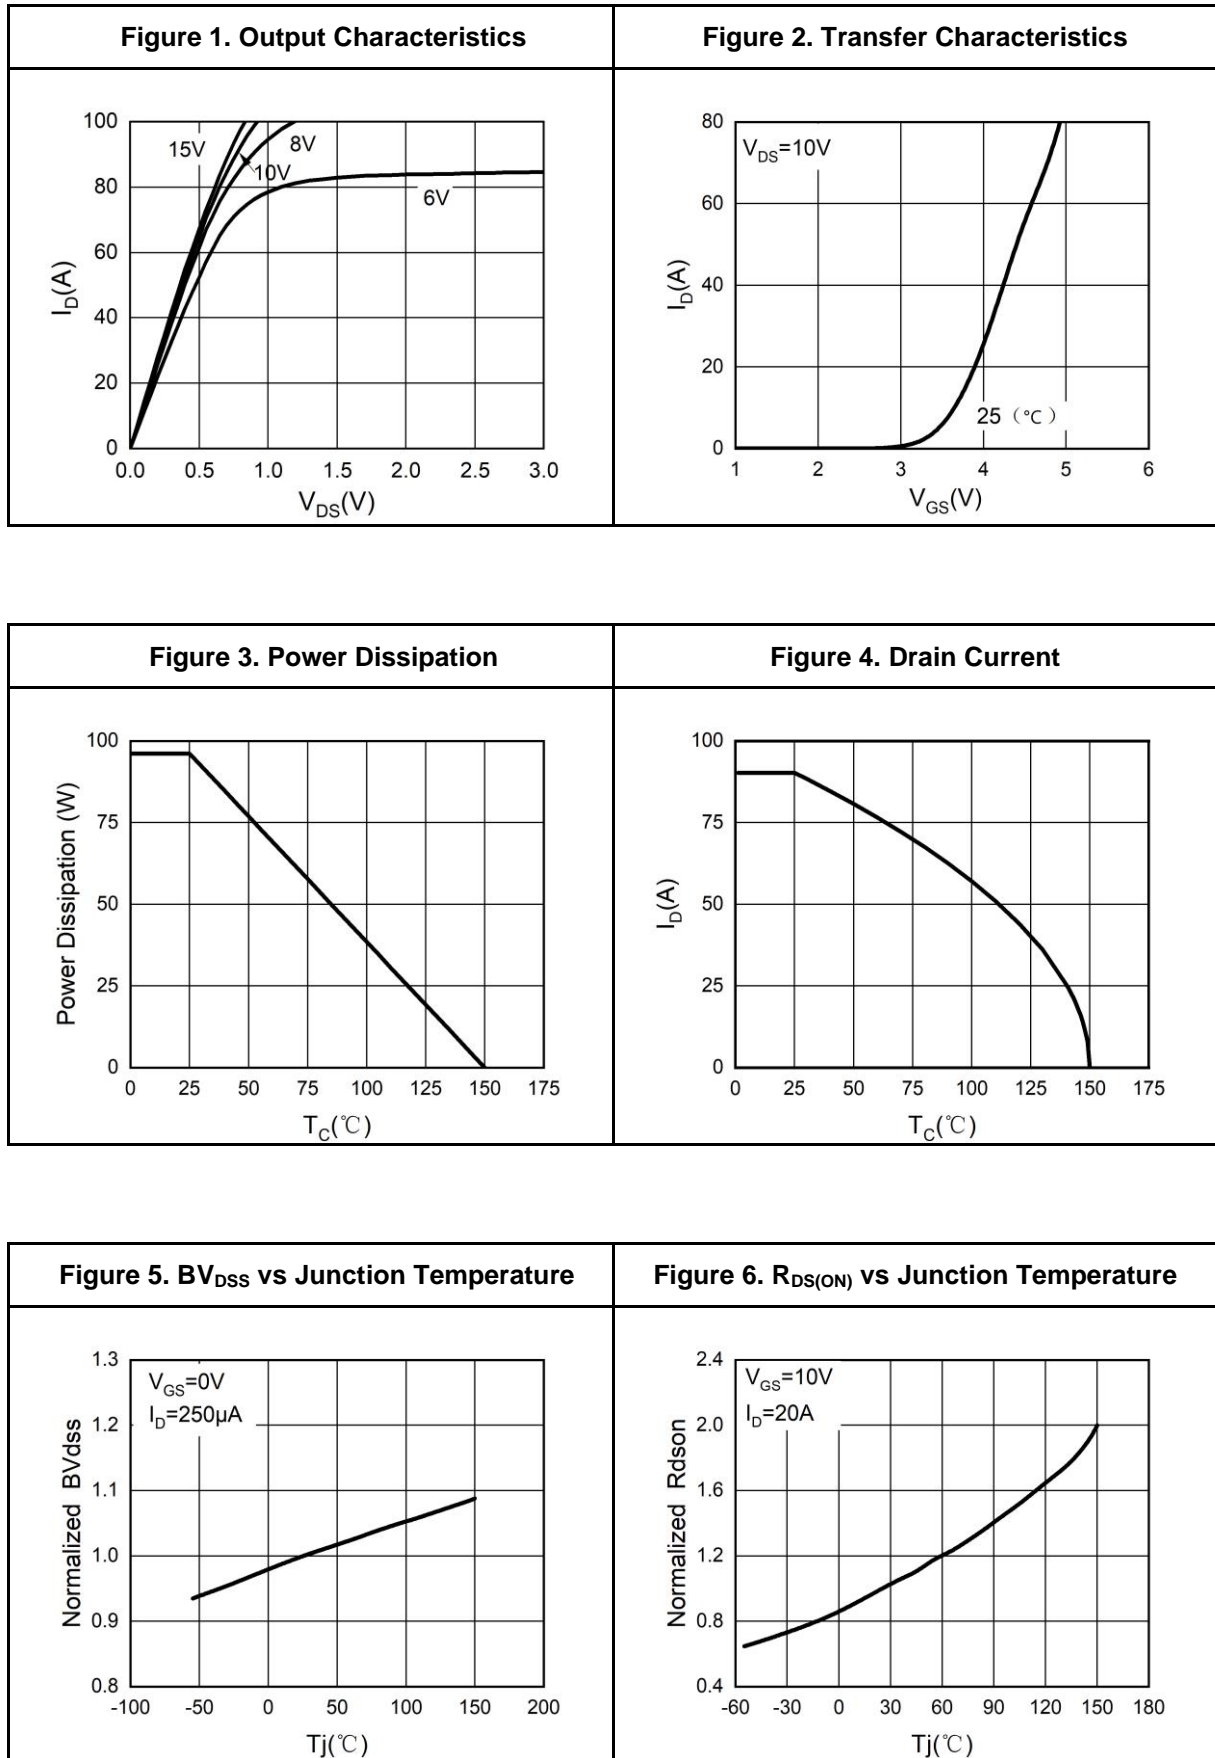 Figure 1. Output Characteristics
Figure 2. Transfer Characteristics
100
80
60
40
20
0
I_D(A)
15V
10V
8V
6V
0.0 0.5 1.0 1.5 2.0 2.5 3.0
V_DS(V)
80
60
40
20
0
I_D(A)
V_DS=10V
25（℃）
1 2 3 4 5 6
V_GS(V)
Figure 3. Power Dissipation
Figure 4. Drain Current
100
75
50
25
0
Power Dissipation (W)
0 25 50 75 100 125 150 175
T_C(℃)
100
75
50
25
0
I_D(A)
0 25 50 75 100 125 150 175
T_C(℃)
Figure 5. BV_DSS vs Junction Temperature
Figure 6. R_DS(ON) vs Junction Temperature
1.3
1.2
1.1
1.0
0.9
0.8
Normalized BVdss
V_GS=0V
I_D=250μA
-100 -50 0 50 100 150 200
Tj(℃)
2.4
2.0
1.6
1.2
0.8
0.4
Normalized Rdson
V_GS=10V
I_D=20A
-60 -30 0 30 60 90 120 150 180
Tj(℃)